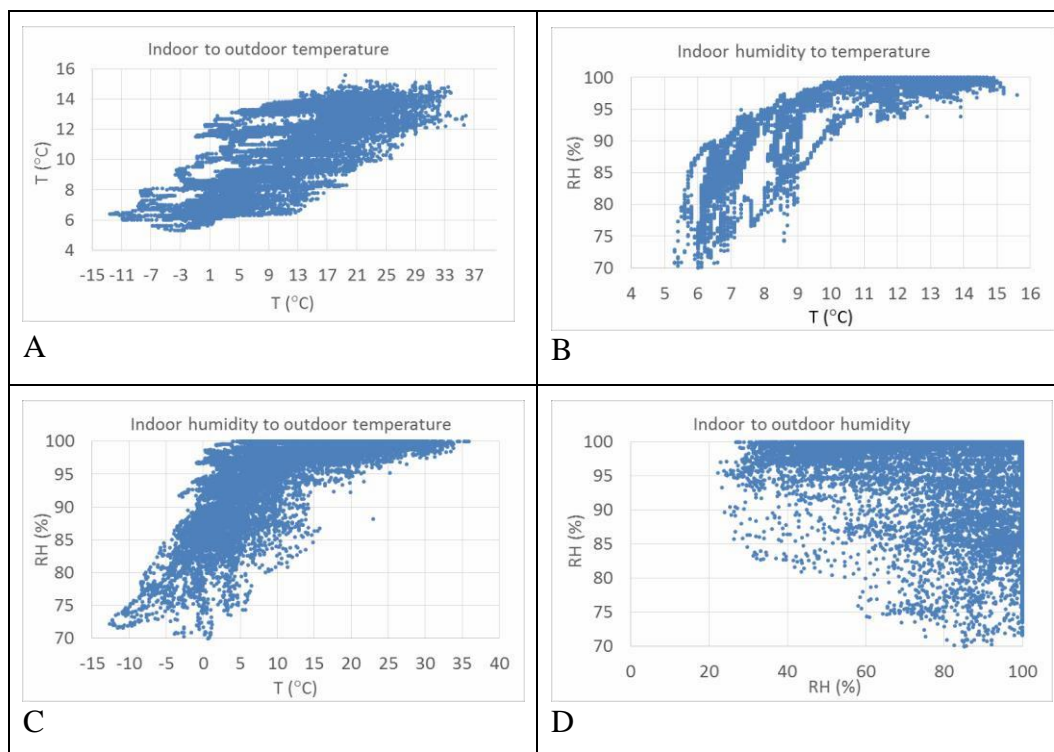 Indoor to outdoor temperature
16
14
12
10
8
6
4
T (°C)
-15 -11 -7 -3 1 5 9 13 17 21 25 29 33 37
T (°C)
A
Indoor humidity to temperature
100
95
90
85
80
75
70
RH (%)
4 5 6 7 8 9 10 11 12 13 14 15 16
T (°C)
B
Indoor humidity to outdoor temperature
100
95
90
85
80
75
70
RH (%)
-15 -10 -5 0 5 10 15 20 25 30 35 40
T (°C)
C
Indoor to outdoor humidity
100
95
90
85
80
75
70
RH (%)
0 20 40 60 80 100
RH (%)
D